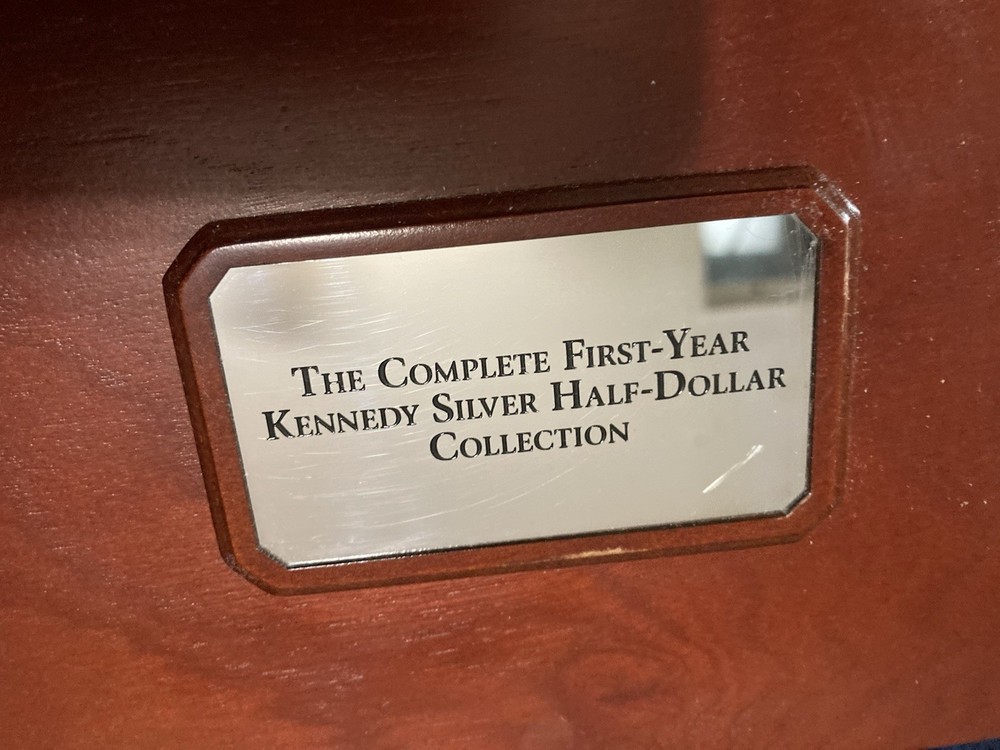 The Complete First-Year
Kennedy Silver Half-Dollar
Collection